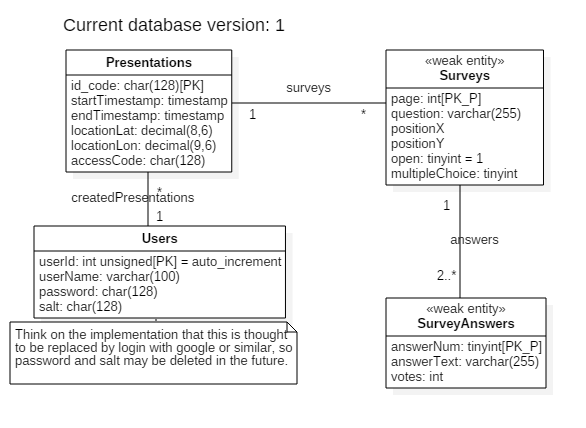 Current database version: 1
Presentations
id_code: char(128)[PK]
startTimestamp: timestamp
endTimestamp: timestamp
locationLat: decimal(8,6)
locationLon: decimal(9,6)
accessCode: char(128)
surveys
1
*
«weak entity»
Surveys
page: int[PK_P]
question: varchar(255)
positionX
positionY
open: tinyint = 1
multipleChoice: tinyint
*
createdPresentations
1
Users
userId: int unsigned[PK] = auto_increment
userName: varchar(100)
password: char(128)
salt: char(128)
Think on the implementation that this is thought
to be replaced by login with google or similar, so
password and salt may be deleted in the future.
1
answers
2..*
«weak entity»
SurveyAnswers
answerNum: tinyint[PK_P]
answerText: varchar(255)
votes: int